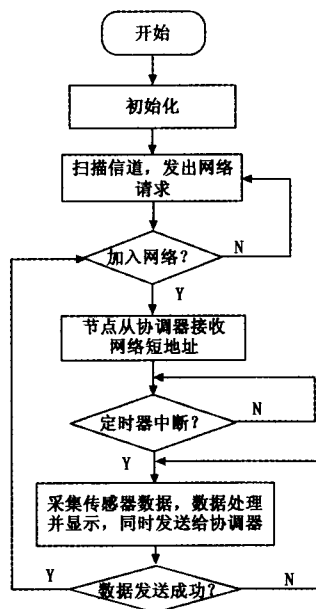 开始
初始化
扫描信道，发出网络
请求
加入网络？
N
Y
节点从协调器接收
网络短地址
定时器中断？
N
Y
采集传感器数据，数据处理
并显示，同时发送给协调器
Y
数据发送成功？
N